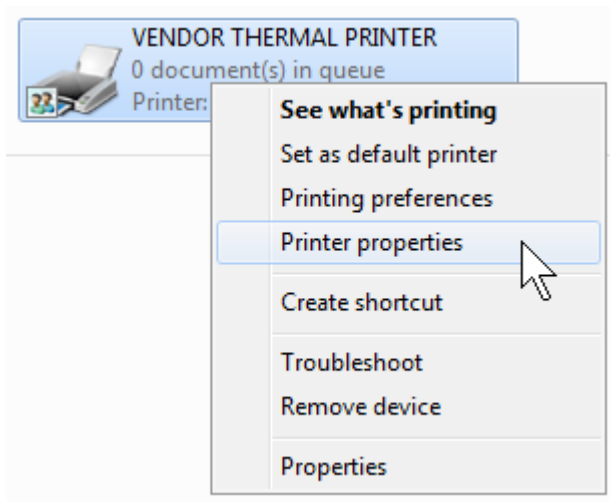 VENDOR THERMAL PRINTER
0 document(s) in queue
Printer:
See what's printing
Set as default printer
Printing preferences
Printer properties
Create shortcut
Troubleshoot
Remove device
Properties